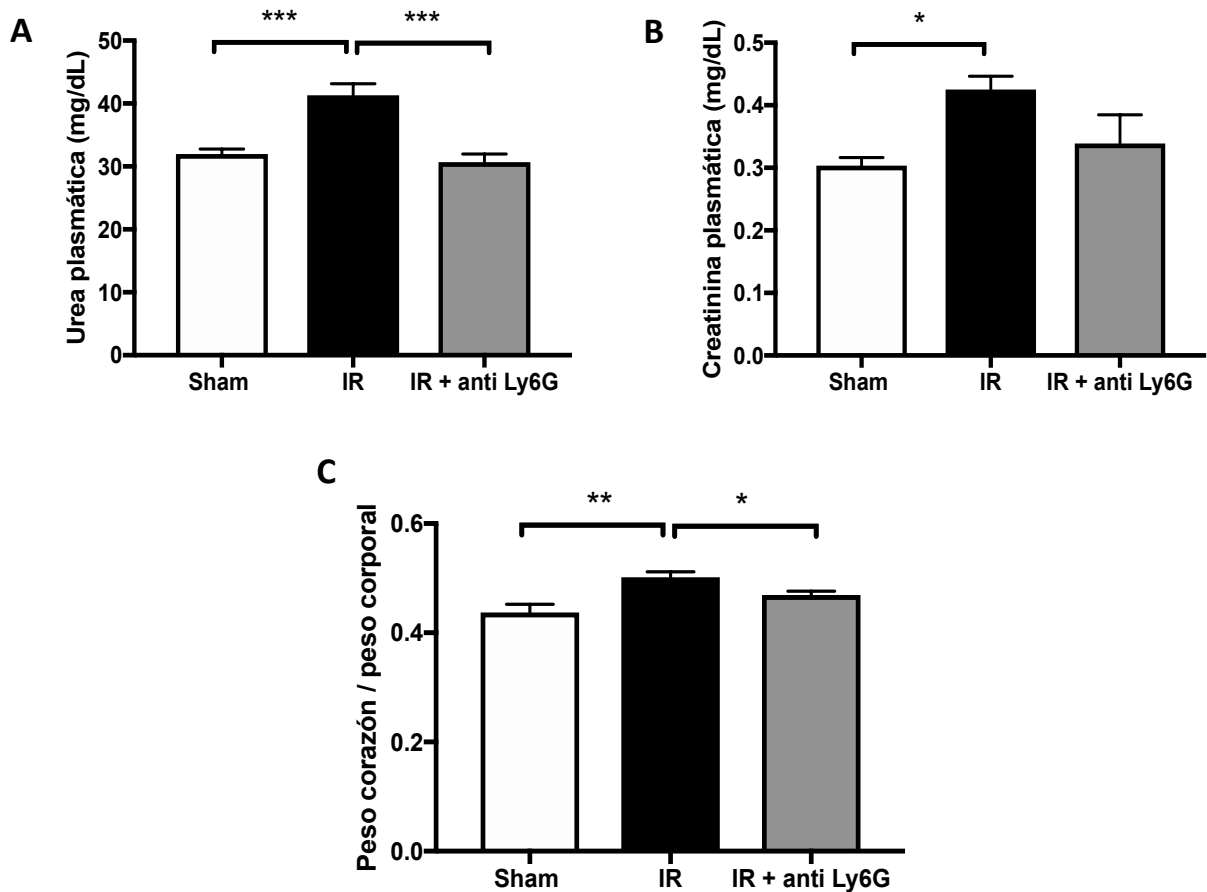 A
*** ***
Urea plasmática (mg/dL)
50
40
30
20
10
0
Sham IR IR + anti Ly6G
B
*
Creatinina plasmática (mg/dL)
0.5
0.4
0.3
0.2
0.1
0.0
Sham IR IR + anti Ly6G
C
** *
Peso corazón / peso corporal
0.6
0.4
0.2
0.0
Sham IR IR + anti Ly6G